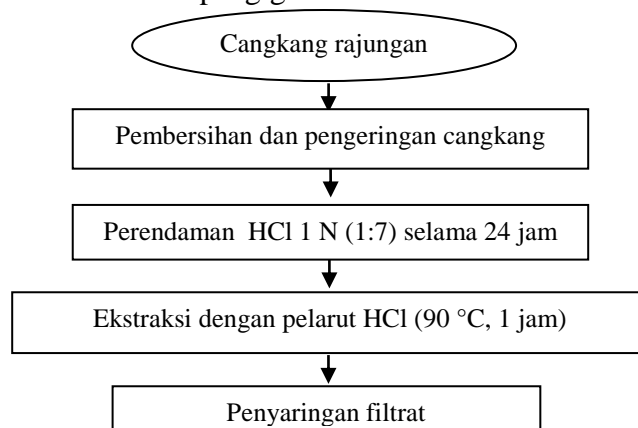 Cangkang rajungan
Pembersihan dan pengeringan cangkang
Perendaman HCl 1 N (1:7) selama 24 jam
Ekstraksi dengan pelarut HCl (90 °C, 1 jam)
Penyaringan filtrat